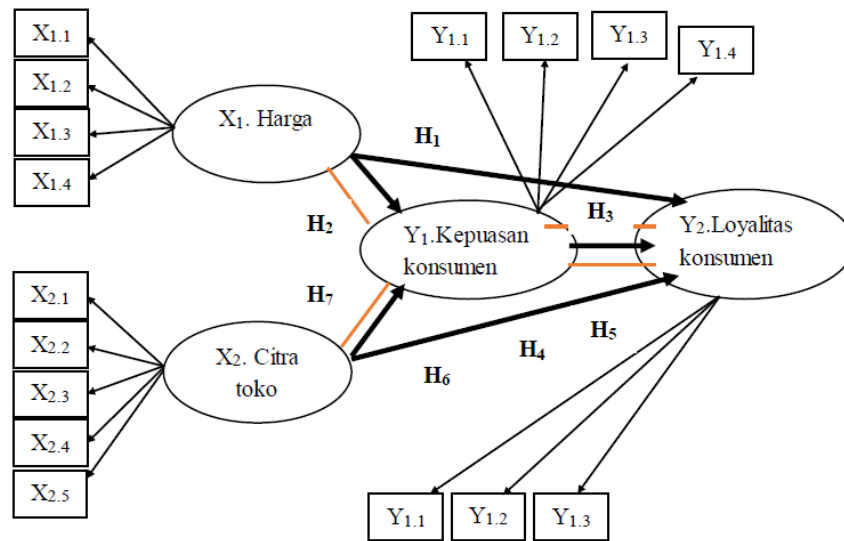 X1.1
X1.2
X1.3
X1.4
X1. Harga
Y1.1
Y1.2
Y1.3
Y1.4
H1
H2
H3
Y1.Kepuasan
konsumen
Y2.Loyalitas
konsumen
X2.1
X2.2
X2.3
X2.4
X2.5
X2. Citra
toko
H7
H6
H4
H5
Y1.1
Y1.2
Y1.3